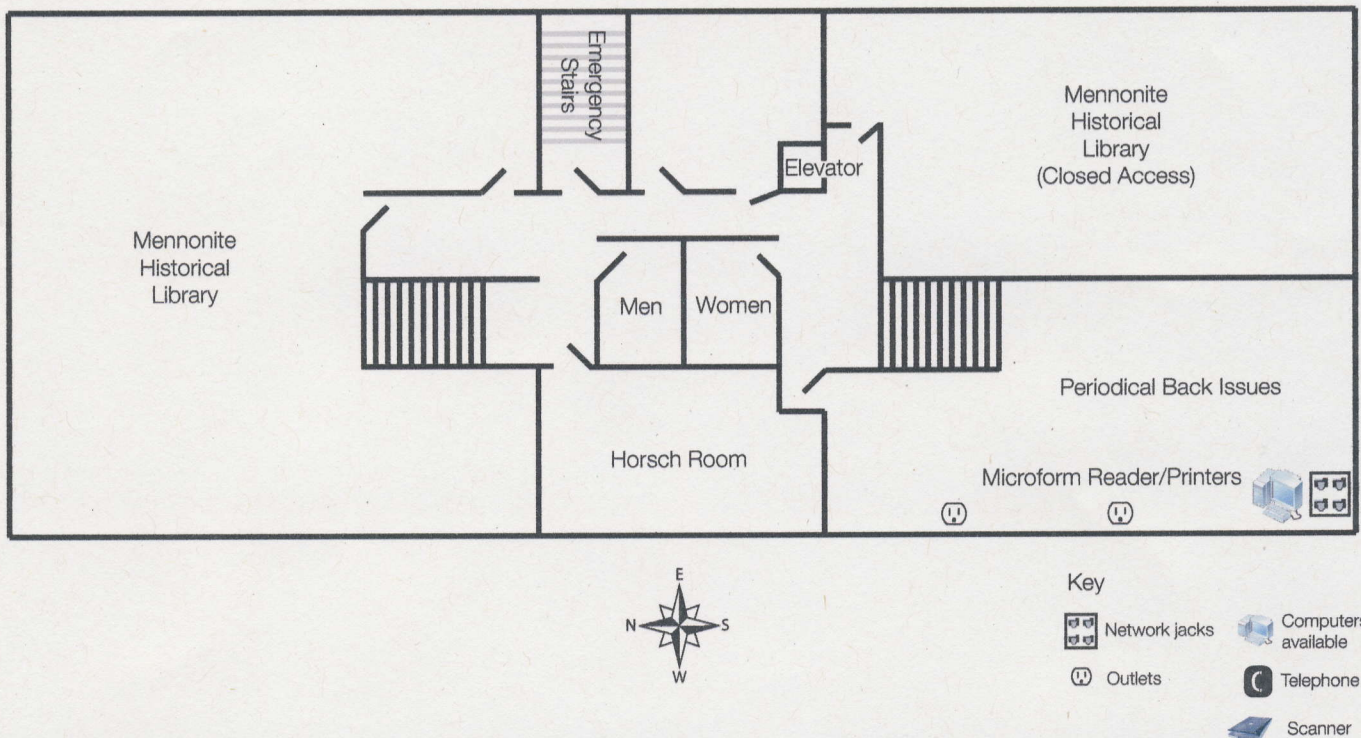 Emergency
Stairs
Mennonite
Historical
Library
(Closed Access)
Elevator
Mennonite
Historical
Library
Men
Women
Periodical Back Issues
Horsch Room
Microform Reader/Printers
E
N
S
W
Key
Network jacks
Computers
available
Outlets
Telephone
Scanner